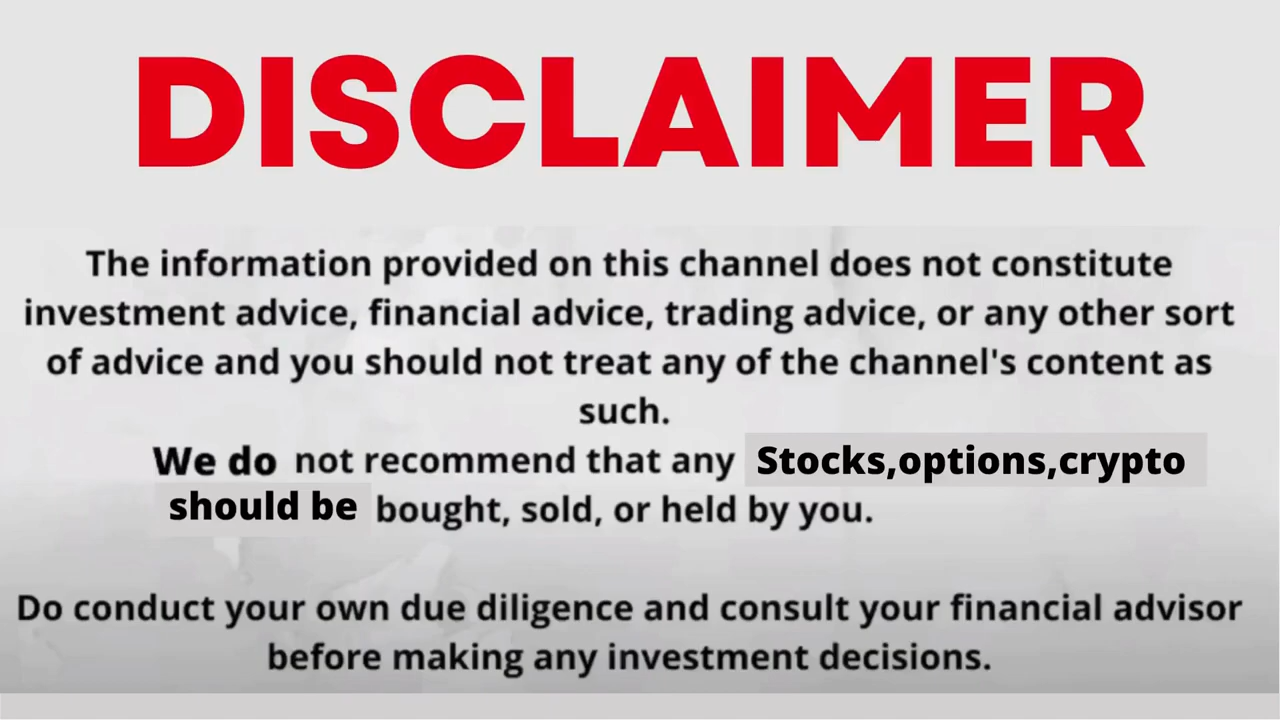 DISCLAIMER
The information provided on this channel does not constitute
investment advice, financial advice, trading advice, or any other sort
of advice and you should not treat any of the channel's content as
such.
We do not recommend that any Stocks,options,crypto
should be bought, sold, or held by you.
Do conduct your own due diligence and consult your financial advisor
before making any investment decisions.